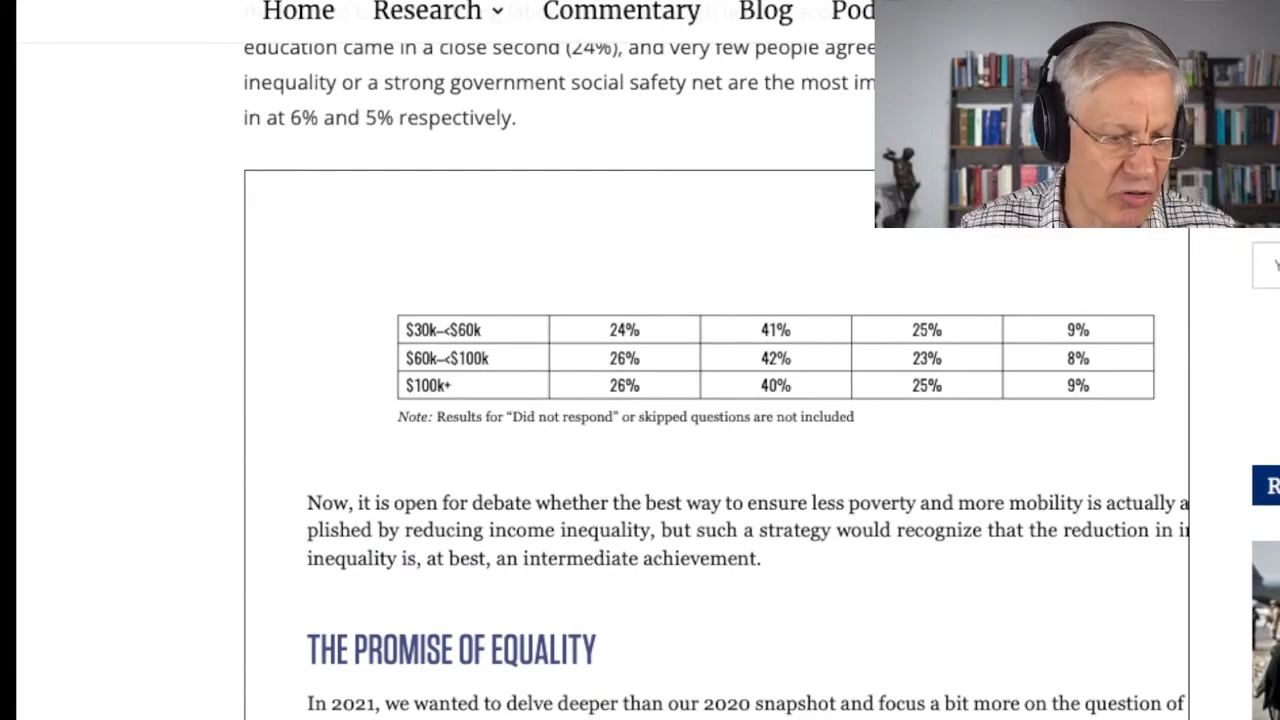 Home Research Commentary Blog Pod
education came in a close second (24%), and very few people agree
inequality or a strong government social safety net are the most im
in at 6% and 5% respectively.
$30k–<$60k 24% 41% 25% 9%
$60k–<$100k 26% 42% 23% 8%
$100k+ 26% 40% 25% 9%
Note: Results for “Did not respond” or skipped questions are not included
Now, it is open for debate whether the best way to ensure less poverty and more mobility is actually a
plished by reducing income inequality, but such a strategy would recognize that the reduction in i
inequality is, at best, an intermediate achievement.
THE PROMISE OF EQUALITY
In 2021, we wanted to delve deeper than our 2020 snapshot and focus a bit more on the question of
R